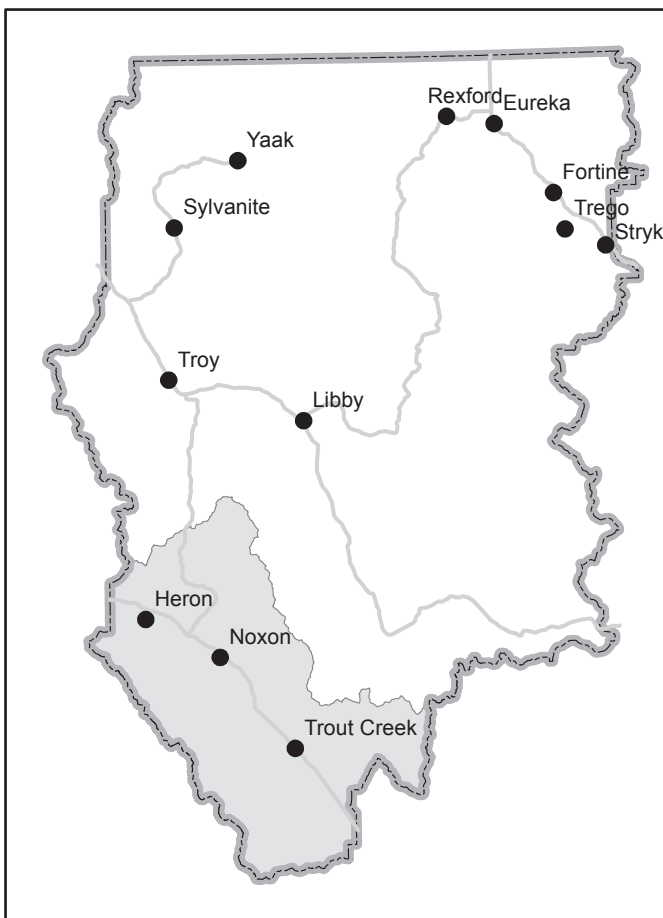 Rexford
Eureka
Yaak
Fortine
Sylvanite
Trego
Stryk
Troy
Libby
Heron
Noxon
Trout Creek